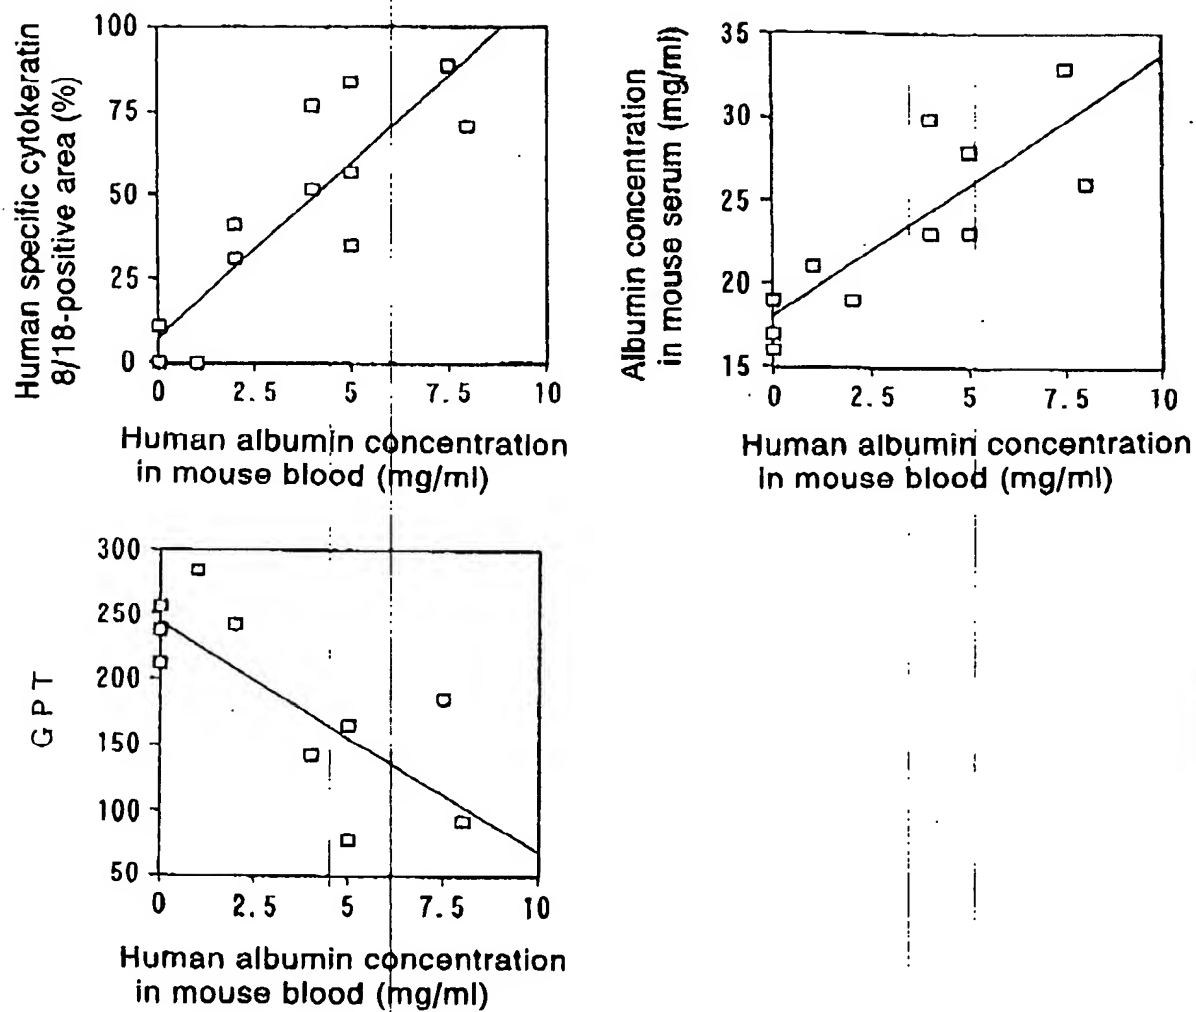 Human specific cytokeratin
8/18-positive area (%)
100
75
50
25
0
0 2.5 5 7.5 10
Human albumin concentration
in mouse blood (mg/ml)
Albumin concentration
in mouse serum (mg/ml)
35
30
25
20
15
0 2.5 5 7.5 10
Human albumin concentration
in mouse blood (mg/ml)
GPT
300
250
200
150
100
50
0 2.5 5 7.5 10
Human albumin concentration
in mouse blood (mg/ml)